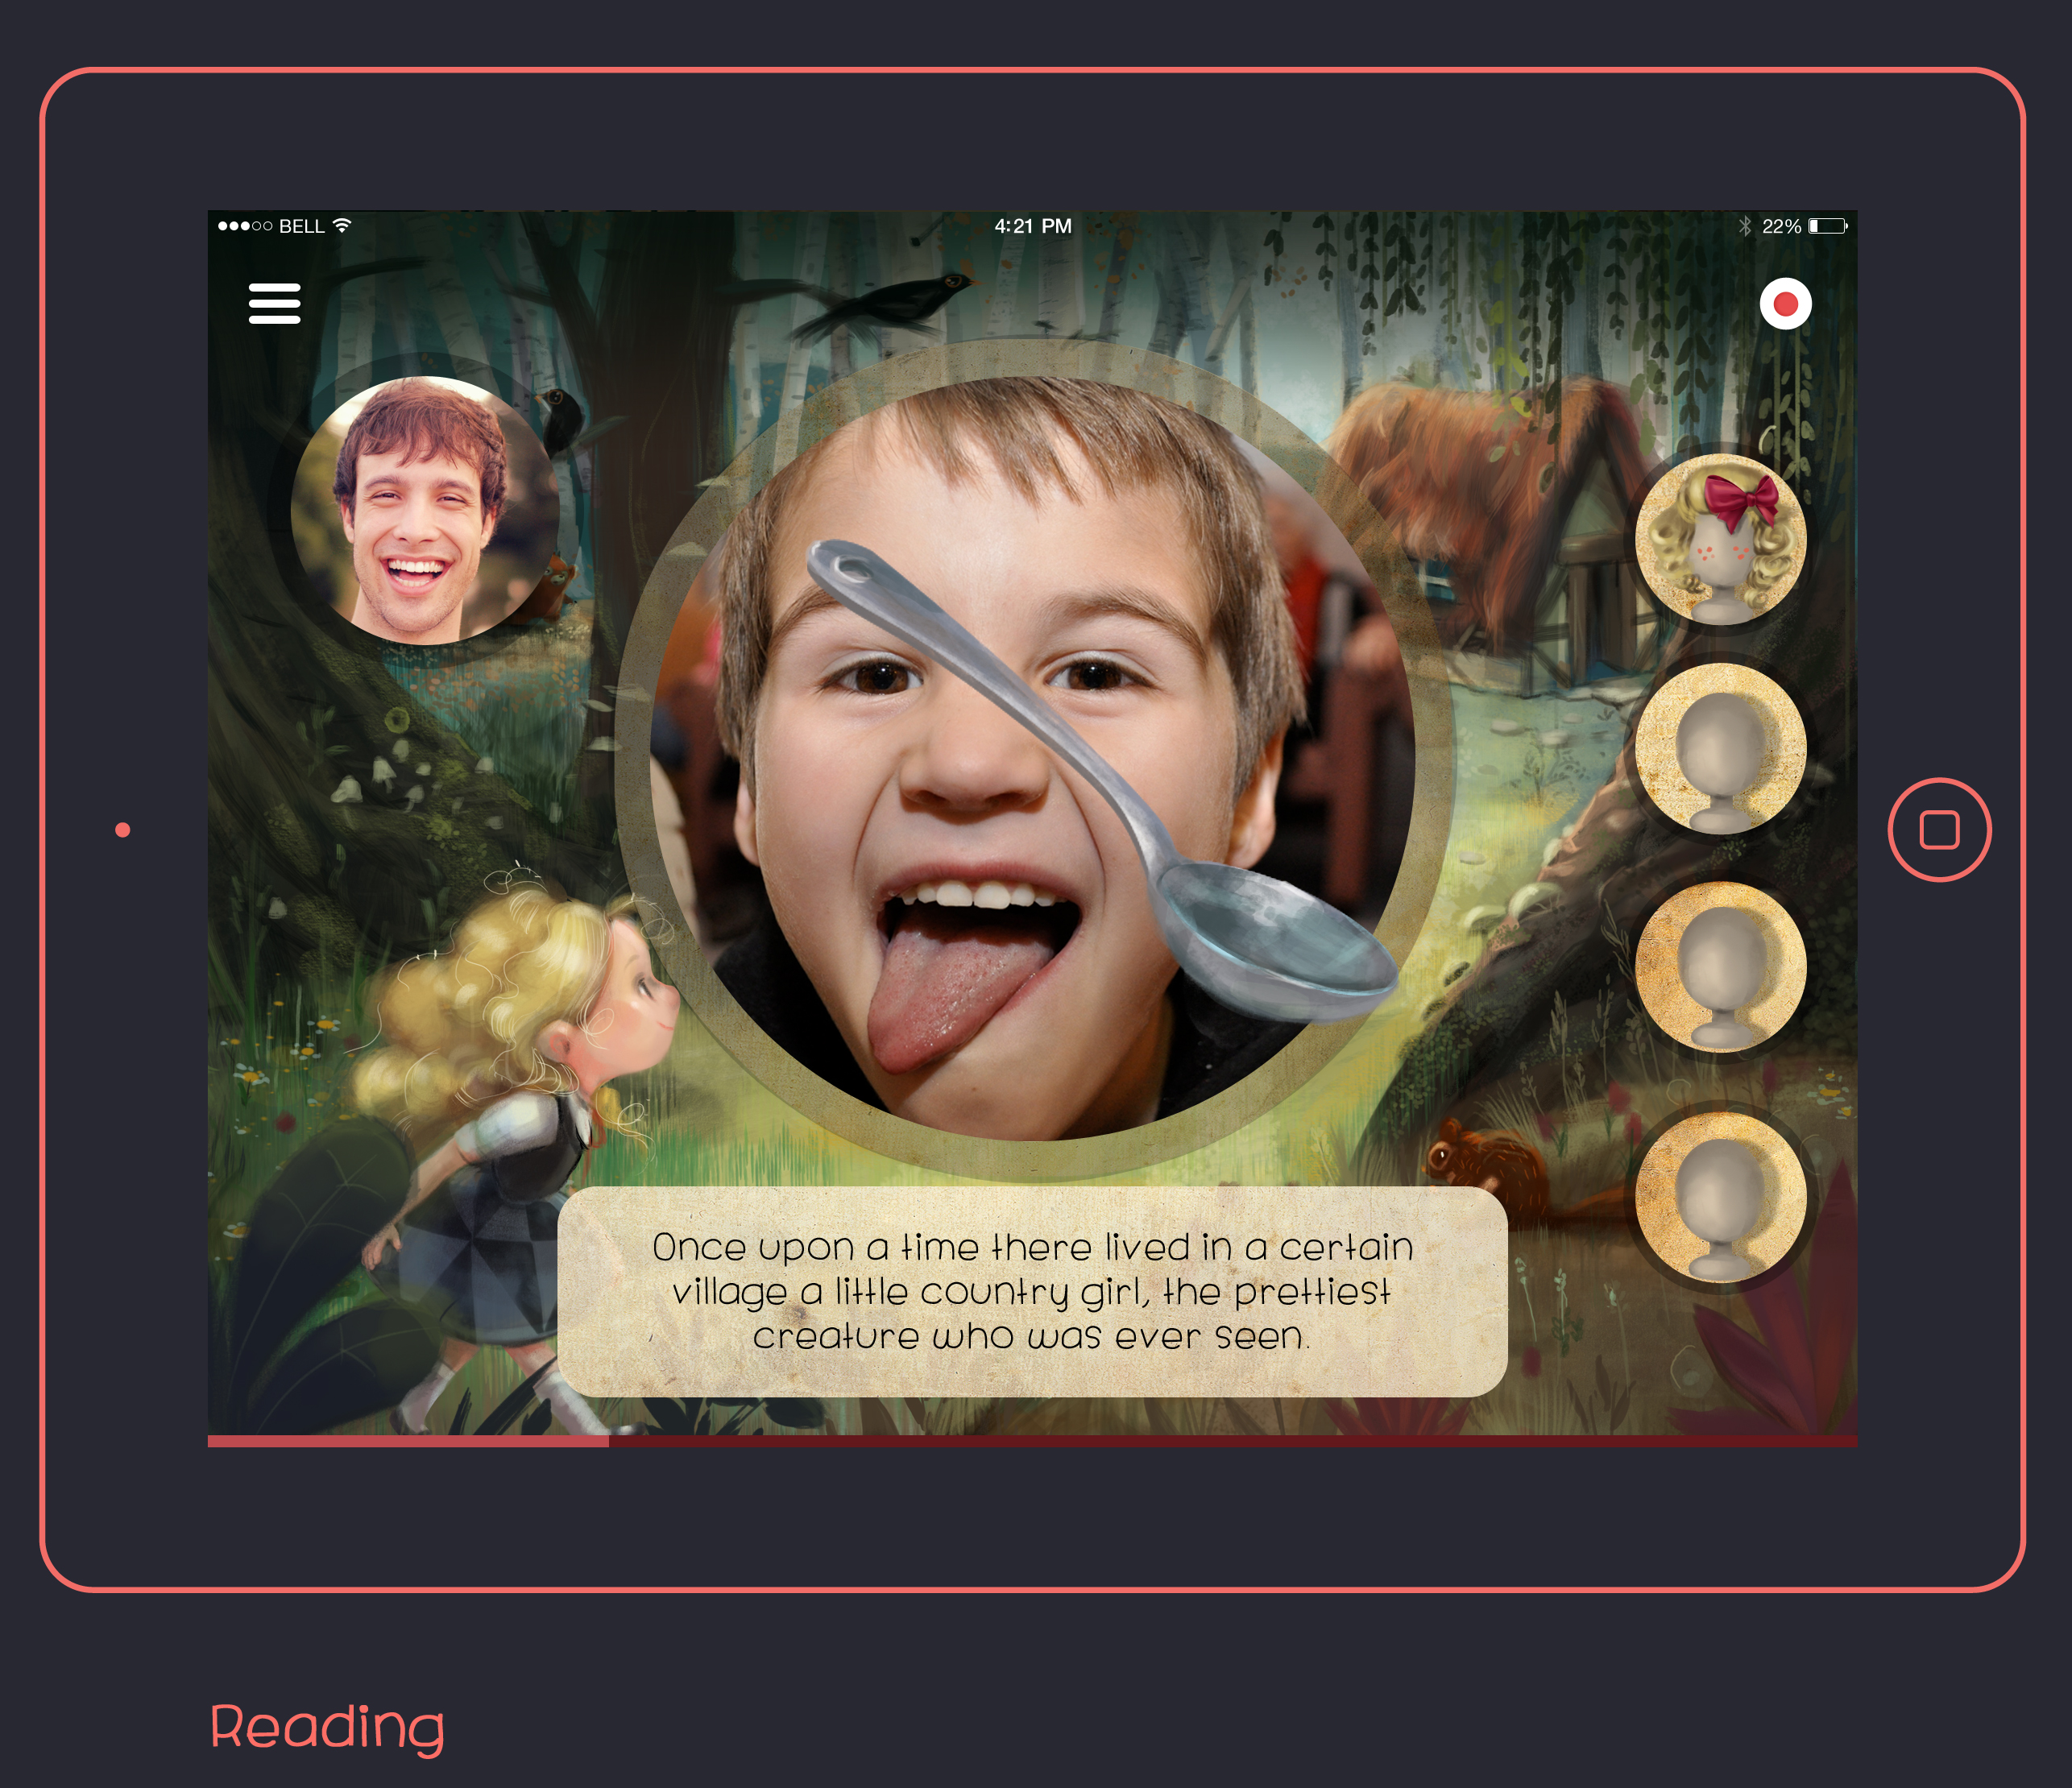 BELL
4:21 PM
22%
Once upon a time there lived in a certain
village a little country girl, the prettiest
creature who was ever seen.
Reading